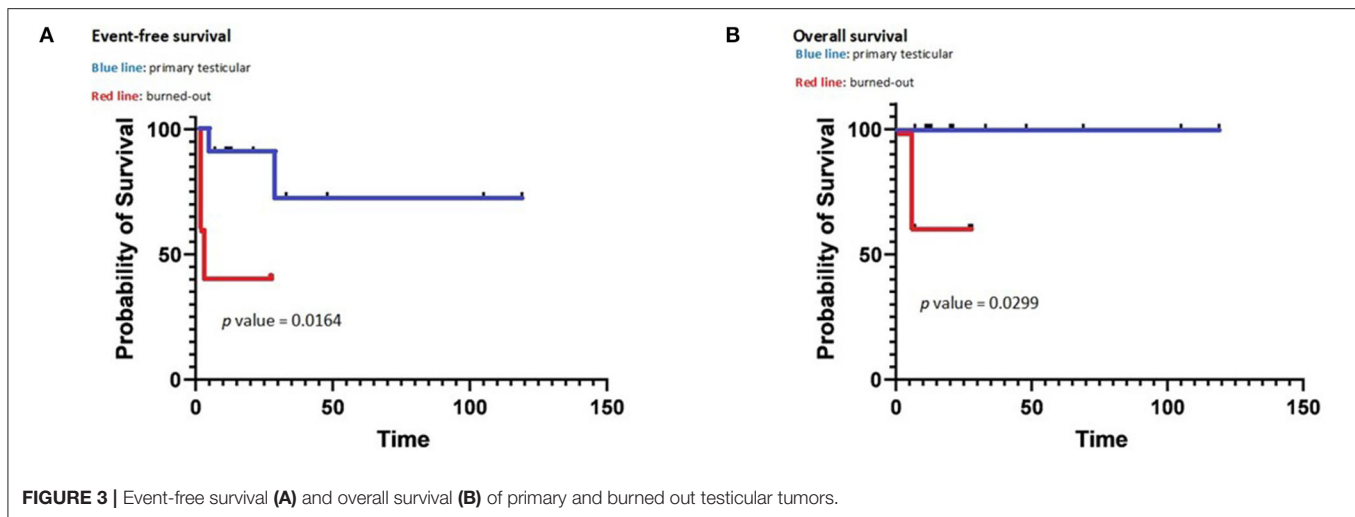 A Event-free survival
Blue line: primary testicular
Red line: burned-out
Probability of Survival
100
50
0
p value = 0.0164
0 50 100 150
Time
B Overall survival
Blue line: primary testicular
Red line: burned-out
Probability of Survival
100
50
0
p value = 0.0299
0 50 100 150
Time
FIGURE 3 | Event-free survival (A) and overall survival (B) of primary and burned out testicular tumors.